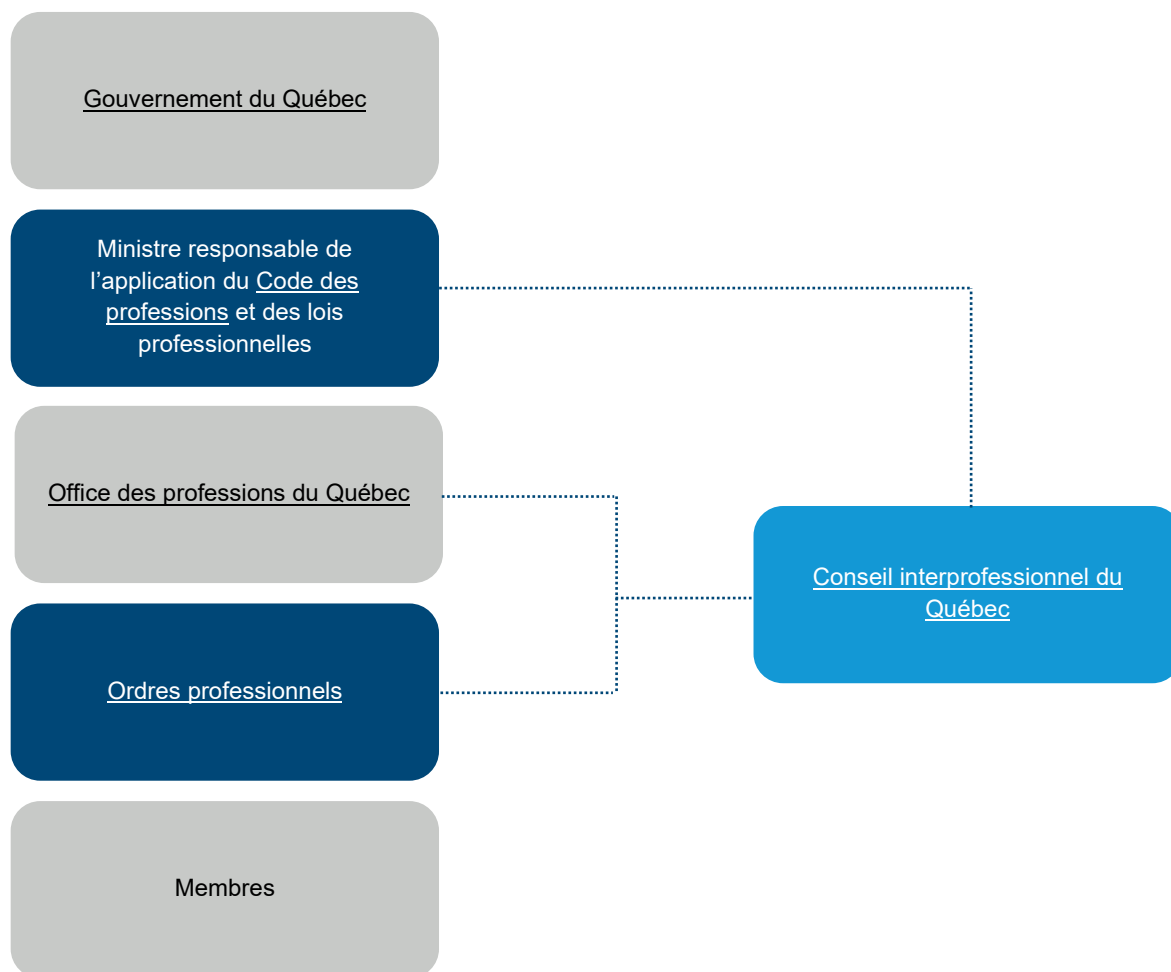 Gouvernement du Québec
Ministre responsable de
l’application du Code des
professions et des lois
professionnelles
Office des professions du Québec
Conseil interprofessionnel du
Québec
Ordres professionnels
Membres